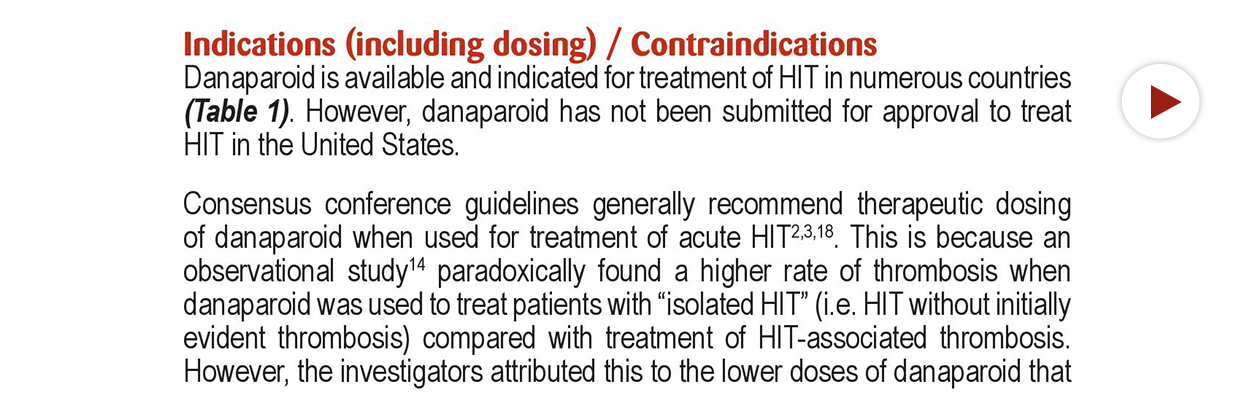 Indications (including dosing) / Contraindications
Danaparoid is available and indicated for treatment of HIT in numerous countries
(Table 1). However, danaparoid has not been submitted for approval to treat
HIT in the United States.
Consensus conference guidelines generally recommend therapeutic dosing
of danaparoid when used for treatment of acute HIT2,3,18. This is because an
observational study14 paradoxically found a higher rate of thrombosis when
danaparoid was used to treat patients with “isolated HIT” (i.e. HIT without initially
evident thrombosis) compared with treatment of HIT-associated thrombosis.
However, the investigators attributed this to the lower doses of danaparoid that